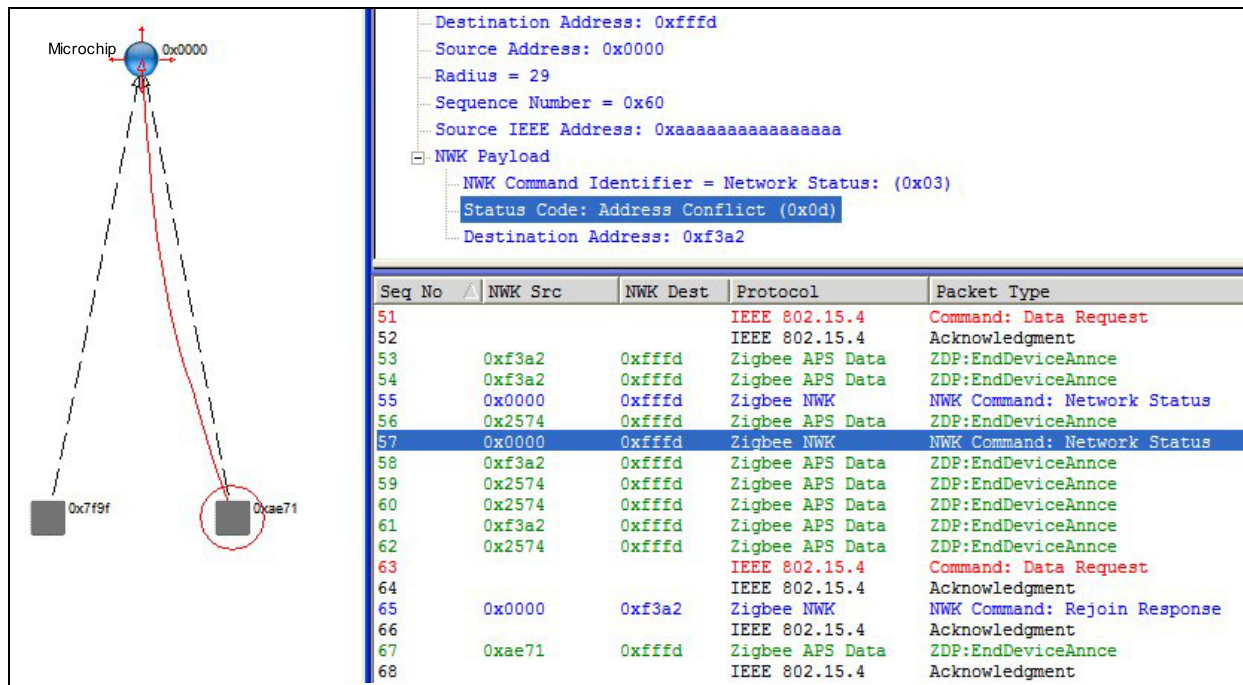 Microchip 0x0000
0x7f9f
0xae71
Destination Address: 0xfffd
Source Address: 0x0000
Radius = 29
Sequence Number = 0x60
Source IEEE Address: 0xaaaaaaaaaaaaaaaa
NWK Payload
NWK Command Identifier = Network Status: (0x03)
Status Code: Address Conflict (0x0d)
Destination Address: 0xf3a2
Seq No NWK Src NWK Dest Protocol Packet Type
51 IEEE 802.15.4 Command: Data Request
52 IEEE 802.15.4 Acknowledgment
53 0xf3a2 0xfffd Zigbee APS Data ZDP:EndDeviceAnnce
54 0xf3a2 0xfffd Zigbee APS Data ZDP:EndDeviceAnnce
55 0x0000 0xfffd Zigbee NWK NWK Command: Network Status
56 0x2574 0xfffd Zigbee APS Data ZDP:EndDeviceAnnce
57 0x0000 0xfffd Zigbee NWK NWK Command: Network Status
58 0xf3a2 0xfffd Zigbee APS Data ZDP:EndDeviceAnnce
59 0x2574 0xfffd Zigbee APS Data ZDP:EndDeviceAnnce
60 0x2574 0xfffd Zigbee APS Data ZDP:EndDeviceAnnce
61 0xf3a2 0xfffd Zigbee APS Data ZDP:EndDeviceAnnce
62 0x2574 0xfffd Zigbee APS Data ZDP:EndDeviceAnnce
63 IEEE 802.15.4 Command: Data Request
64 IEEE 802.15.4 Acknowledgment
65 0x0000 0xf3a2 Zigbee NWK NWK Command: Rejoin Response
66 IEEE 802.15.4 Acknowledgment
67 0xae71 0xfffd Zigbee APS Data ZDP:EndDeviceAnnce
68 IEEE 802.15.4 Acknowledgment